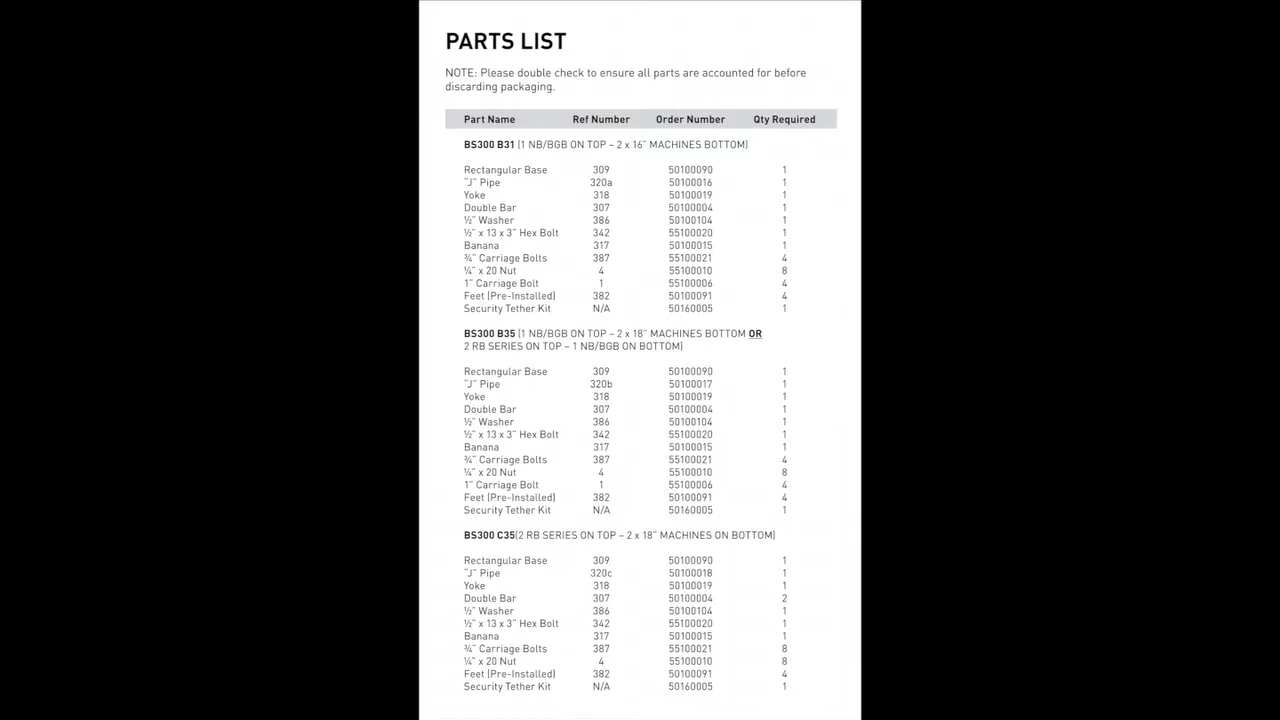 PARTS LIST
NOTE: Please double check to ensure all parts are accounted for before
discarding packaging.
Part Name Ref Number Order Number Qty Required
BS300 B31 (1 NB/BGB ON TOP – 2 x 16” MACHINES BOTTOM)
Rectangular Base 309 50100090 1
“J” Pipe 320a 50100016 1
Yoke 318 50100019 1
Double Bar 307 50100004 1
½” Washer 386 50100104 1
½” x 13 x 3” Hex Bolt 342 55100020 1
Banana 317 50100015 1
¾” Carriage Bolts 387 55100021 4
¼” x 20 Nut 4 55100010 8
1” Carriage Bolt 1 55100006 4
Feet (Pre-Installed) 382 50100091 4
Security Tether Kit N/A 50160005 1
BS300 B35 (1 NB/BGB ON TOP – 2 x 18” MACHINES BOTTOM OR
2 RB SERIES ON TOP – 1 NB/BGB ON BOTTOM)
Rectangular Base 309 50100090 1
“J” Pipe 320b 50100017 1
Yoke 318 50100019 1
Double Bar 307 50100004 1
½” Washer 386 50100104 1
½” x 13 x 3” Hex Bolt 342 55100020 1
Banana 317 50100015 1
¾” Carriage Bolts 387 55100021 4
¼” x 20 Nut 4 55100010 8
1” Carriage Bolt 1 55100006 4
Feet (Pre-Installed) 382 50100091 4
Security Tether Kit N/A 50160005 1
BS300 C35(2 RB SERIES ON TOP – 2 x 18” MACHINES ON BOTTOM)
Rectangular Base 309 50100090 1
“J” Pipe 320c 50100018 1
Yoke 318 50100019 1
Double Bar 307 50100004 2
½” Washer 386 50100104 1
½” x 13 x 3” Hex Bolt 342 55100020 1
Banana 317 50100015 1
¾” Carriage Bolts 387 55100021 8
¼” x 20 Nut 4 55100010 8
Feet (Pre-Installed) 382 50100091 4
Security Tether Kit N/A 50160005 1